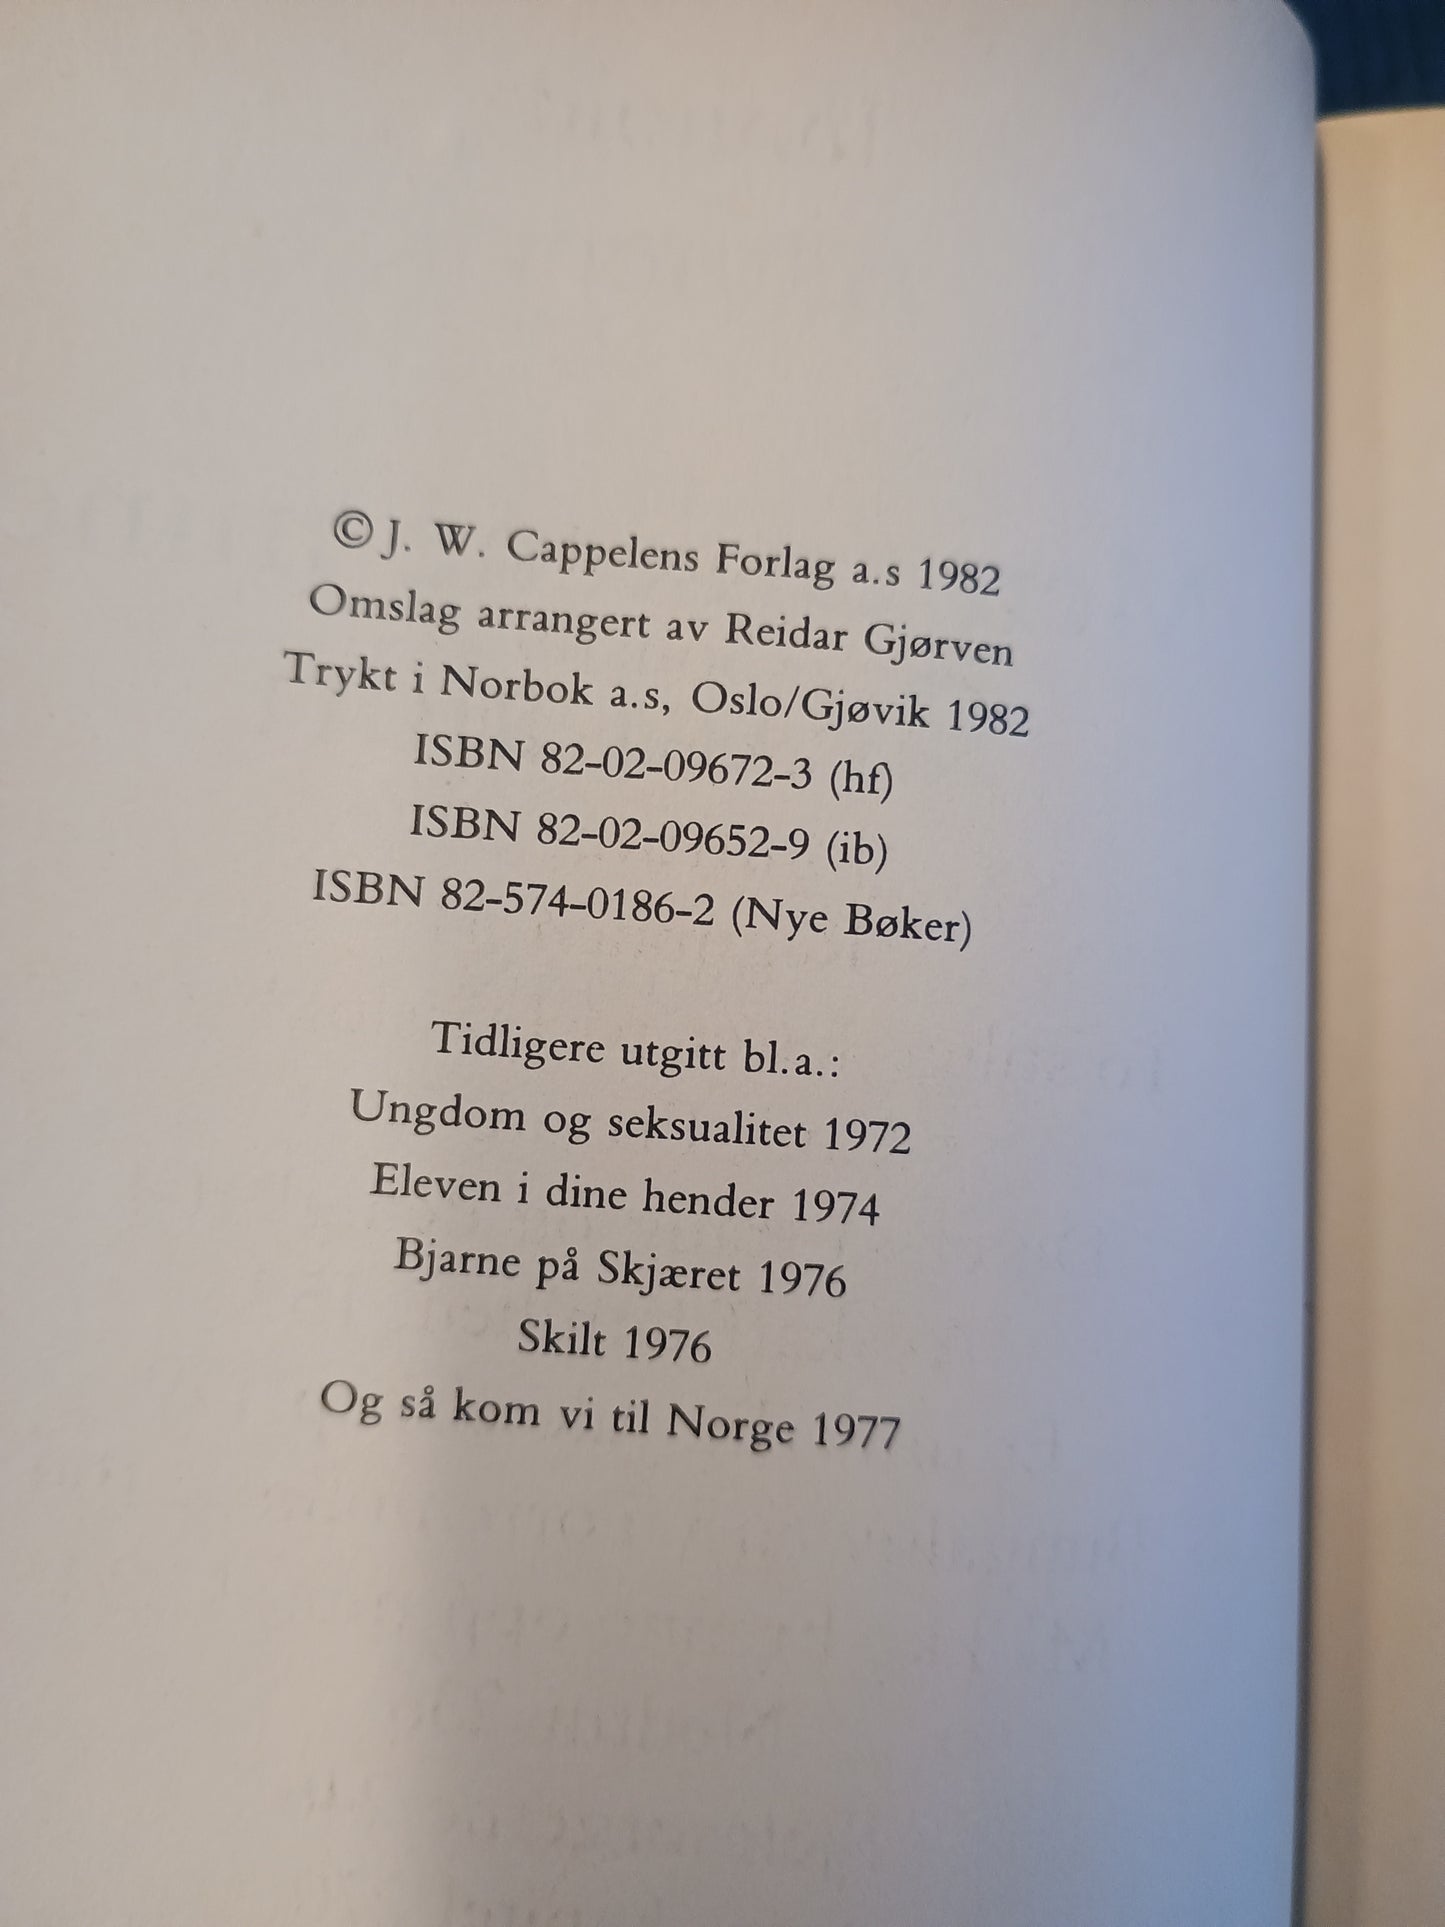 © J. W. Cappelens Forlag a.s 1982
Omslag arrangert av Reidar Gjørven
Trykt i Norbok a.s, Oslo/Gjøvik 1982
ISBN 82-02-09672-3 (hf)
ISBN 82-02-09652-9 (ib)
ISBN 82-574-0186-2 (Nye Bøker)
Tidligere utgitt bl.a.:
Ungdom og seksualitet 1972
Eleven i dine hender 1974
Bjarne på Skjæret 1976
Skilt 1976
Og så kom vi til Norge 1977